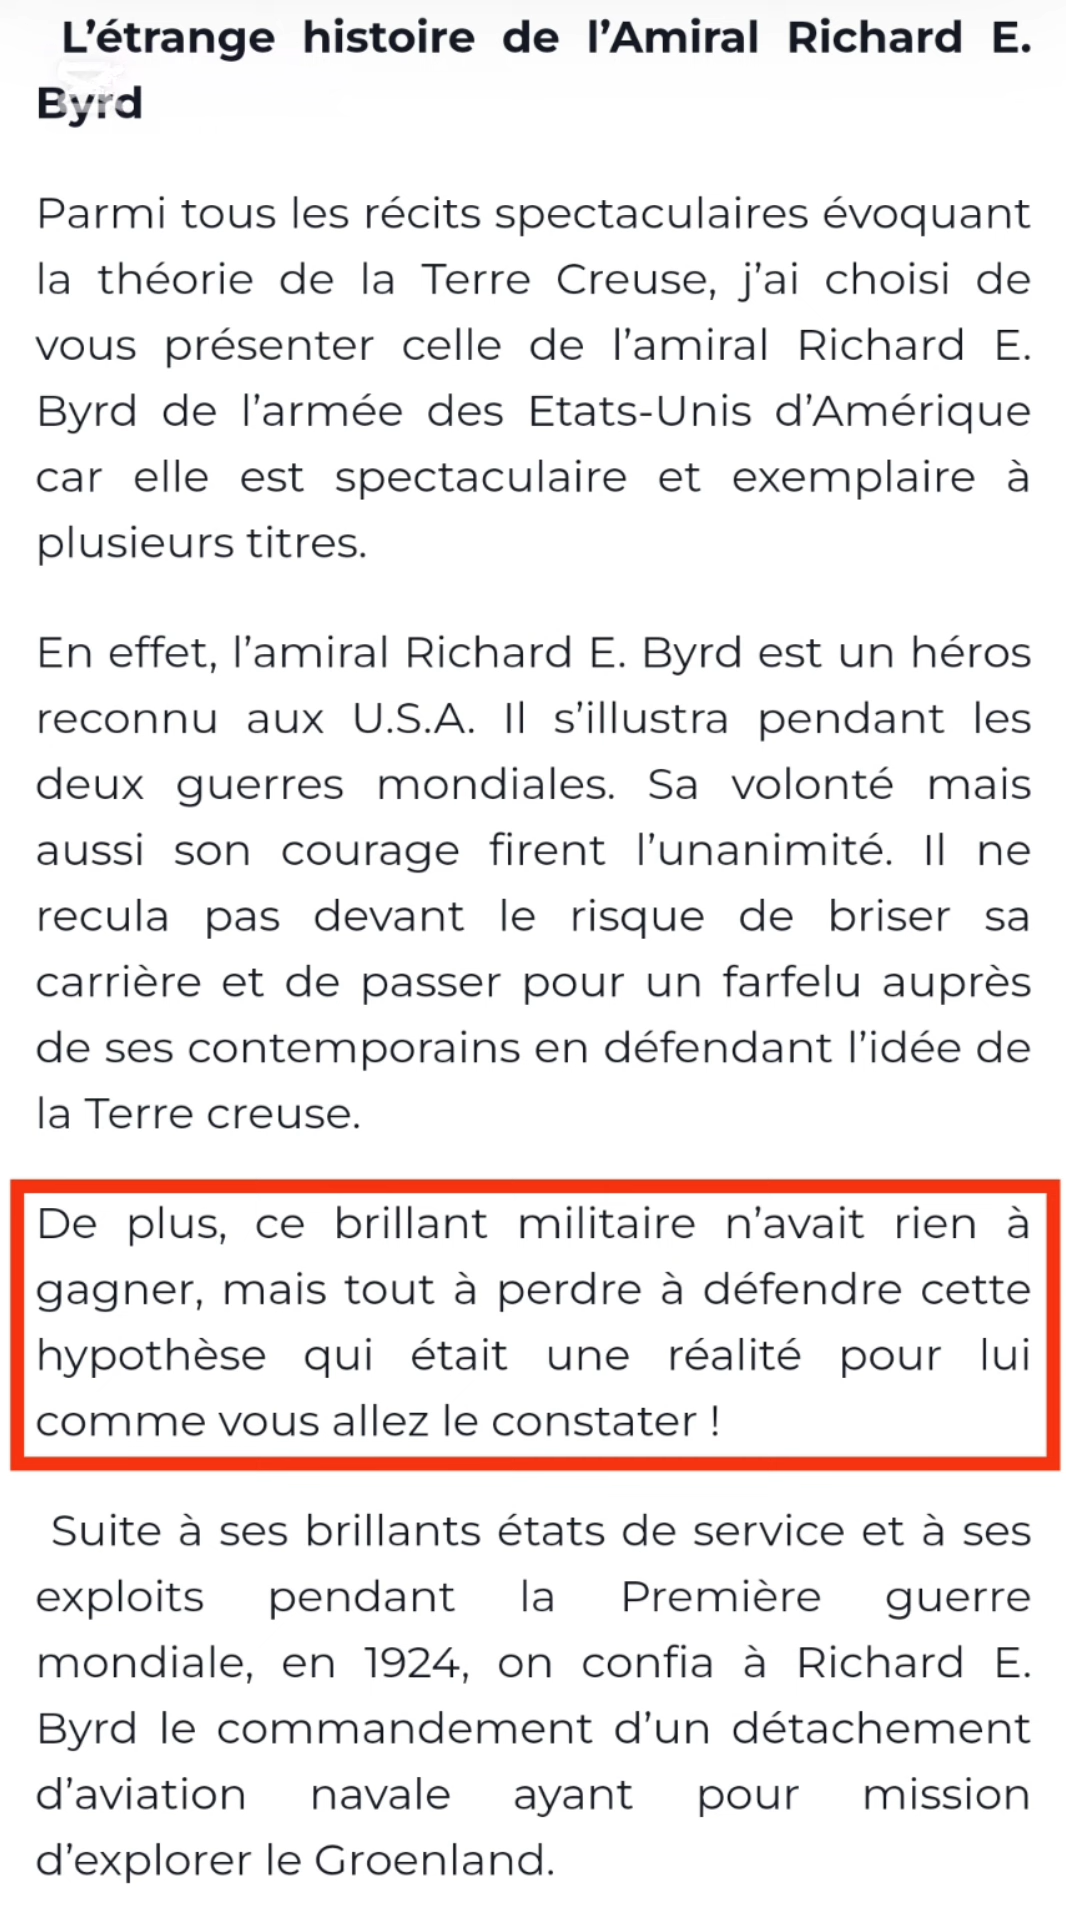 L’étrange histoire de l’Amiral Richard E.
Byrd
Parmi tous les récits spectaculaires évoquant
la théorie de la Terre Creuse, j’ai choisi de
vous présenter celle de l’amiral Richard E.
Byrd de l’armée des Etats-Unis d’Amérique
car elle est spectaculaire et exemplaire à
plusieurs titres.
En effet, l’amiral Richard E. Byrd est un héros
reconnu aux U.S.A. Il s’illustra pendant les
deux guerres mondiales. Sa volonté mais
aussi son courage firent l’unanimité. Il ne
recula pas devant le risque de briser sa
carrière et de passer pour un farfelu auprès
de ses contemporains en défendant l’idée de
la Terre creuse.
De plus, ce brillant militaire n’avait rien à
gagner, mais tout à perdre à défendre cette
hypothèse qui était une réalité pour lui
comme vous allez le constater !
Suite à ses brillants états de service et à ses
exploits pendant la Première guerre
mondiale, en 1924, on confia à Richard E.
Byrd le commandement d’un détachement
d’aviation navale ayant pour mission
d’explorer le Groenland.